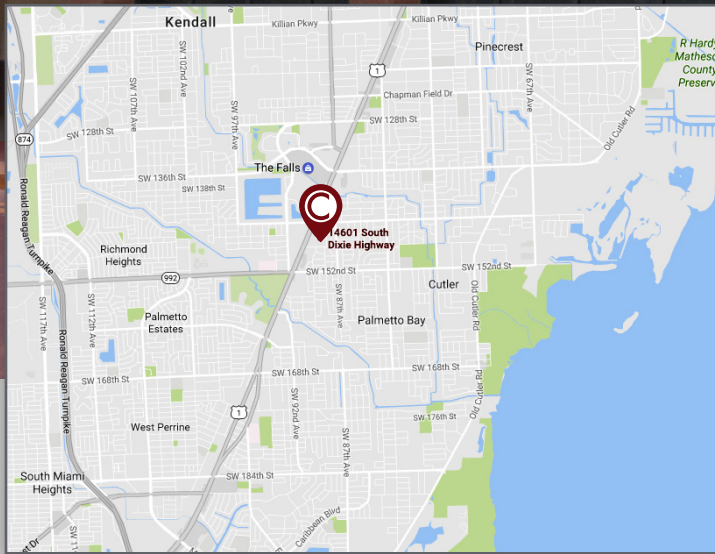 Kendall
Killian Pkwy
Killian Pkwy
Pinecrest
R Hardy
Matheson
County
Preserve
SW 107th Ave
SW 102nd Ave
SW 97th Ave
SW 67th Ave
1
Chapman Field Dr
Old Cutler Rd
SW 128th St
SW 128th St
874
The Falls
SW 136th St
SW 138th St
Ronald Reagan Turnpike
C
14601 South
Dixie Highway
Richmond
Heights
992
SW 152nd St
SW 152nd St
Cutler
SW 117th Ave
SW 112th Ave
SW 87th Ave
Old Cutler Rd
Palmetto
Estates
Palmetto Bay
Ronald Reagan Turnpike
SW 168th St
SW 168th St
SW 168th St
Old Cutler Rd
1
SW 92nd Ave
SW 176th St
West Perrine
SW 87th Ave
South Miami
Heights
SW 184th St
Caribbean Blvd
SW 11